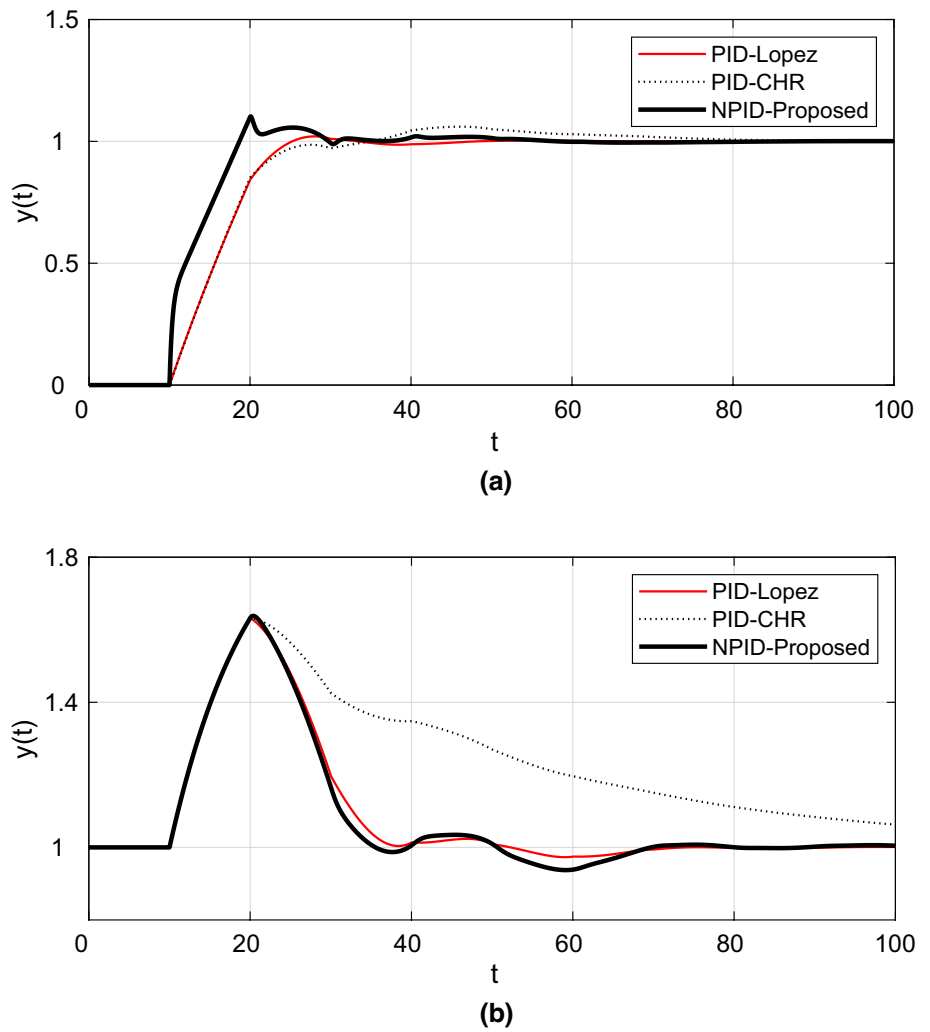 1.5
1
0.5
0
y(t)
PID-Lopez
PID-CHR
NPID-Proposed
0 20 40 60 80 100
t
(a)
1.8
1.4
1
y(t)
PID-Lopez
PID-CHR
NPID-Proposed
0 20 40 60 80 100
t
(b)